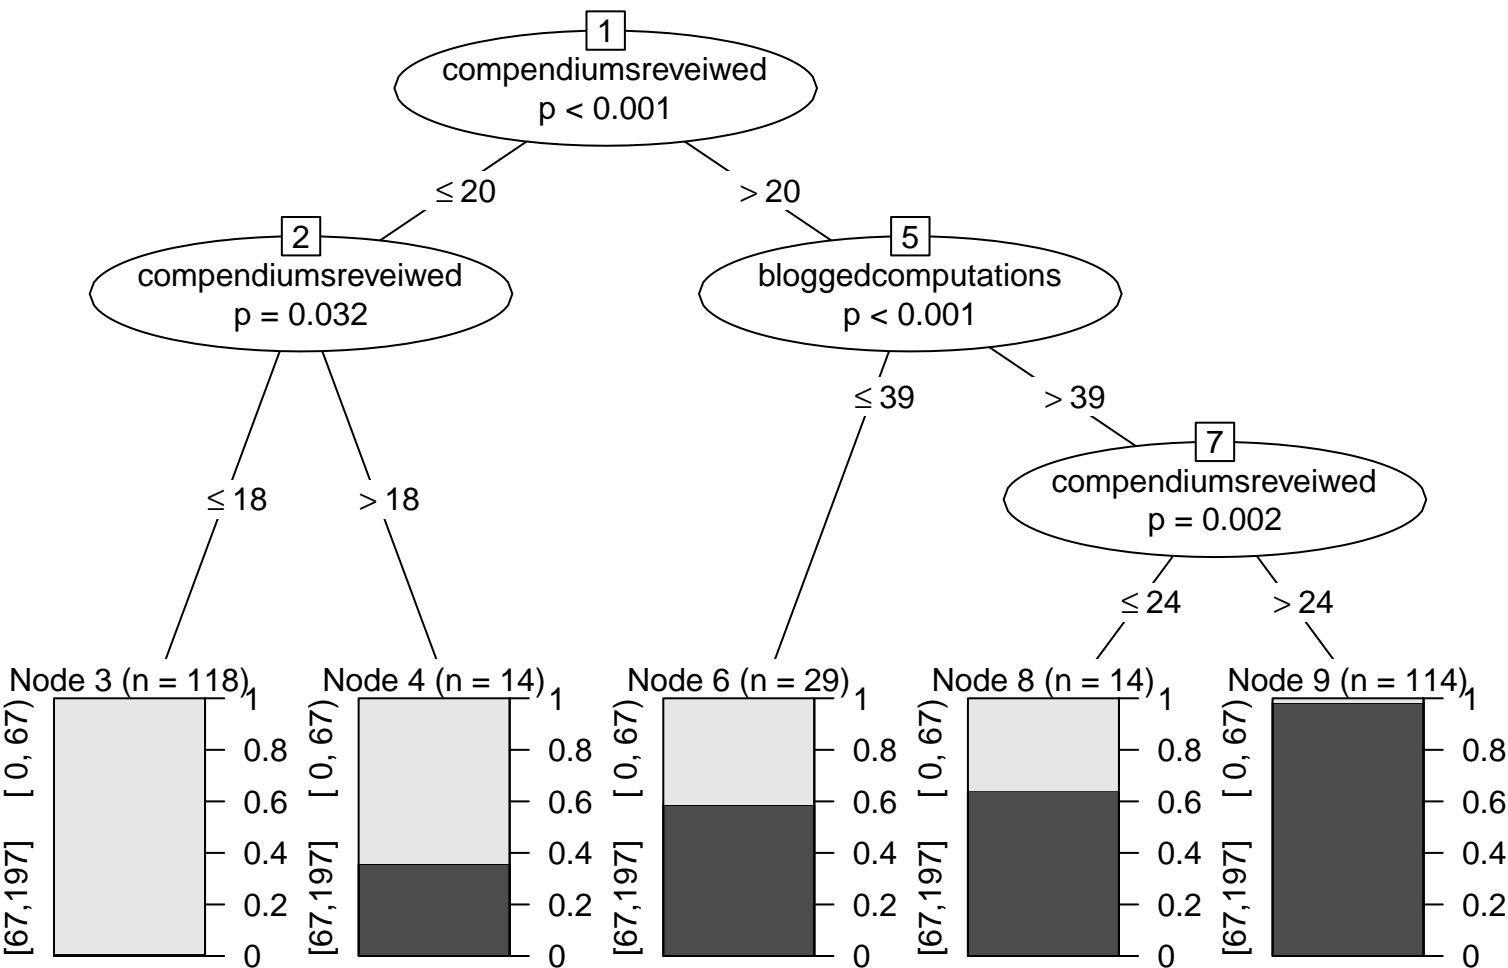 1
compendiumsreveiwed
p < 0.001
≤ 20
> 20
2
compendiumsreveiwed
p = 0.032
5
bloggedcomputations
p < 0.001
≤ 39
> 39
7
compendiumsreveiwed
p = 0.002
≤ 18
> 18
≤ 24
> 24
Node 3 (n = 118)
[67,197]
[ 0, 67)
1
0.8
0.6
0.4
0.2
0
Node 4 (n = 14)
[67,197]
[ 0, 67)
1
0.8
0.6
0.4
0.2
0
Node 6 (n = 29)
[67,197]
[ 0, 67)
1
0.8
0.6
0.4
0.2
0
Node 8 (n = 14)
[67,197]
[ 0, 67)
1
0.8
0.6
0.4
0.2
0
Node 9 (n = 114)
[67,197]
[ 0, 67)
1
0.8
0.6
0.4
0.2
0